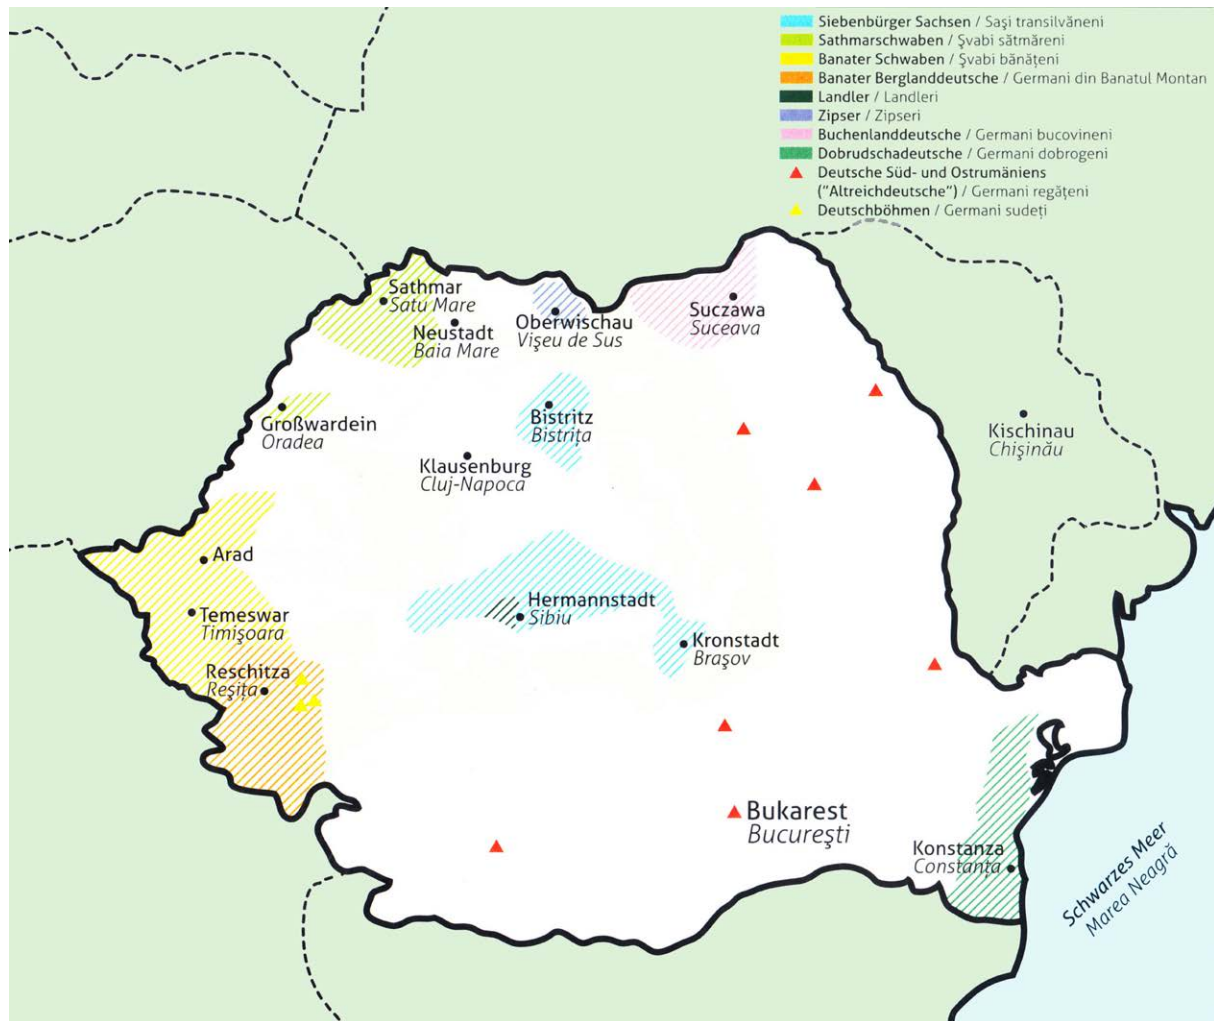 Siebenbürger Sachsen / Saşi transilvăneni
Sathmarschwaben / Şvabi sătmăreni
Banater Schwaben / Şvabi bănăţeni
Banater Berglanddeutsche / Germani din Banatul Montan
Landler / Landleri
Zipser / Zipseri
Buchenlanddeutsche / Germani bucovineni
Dobrudschadeutsche / Germani dobrogeni
Deutsche Süd- und Ostrumäniens
("Altreichdeutsche") / Germani regăţeni
Deutschböhmen / Germani sudeţi
Sathmar
Satu Mare
Neustadt
Baia Mare
Oberwischau
Vişeu de Sus
Suczawa
Suceava
Großwardein
Oradea
Bistritz
Bistriţa
Klausenburg
Cluj-Napoca
Kischinau
Chişinău
Arad
Temeswar
Timişoara
Hermannstadt
Sibiu
Kronstadt
Braşov
Reschitza
Reşiţa
Bukarest
Bucureşti
Konstanza
Constanţa
Schwarzes Meer
Marea Neagră